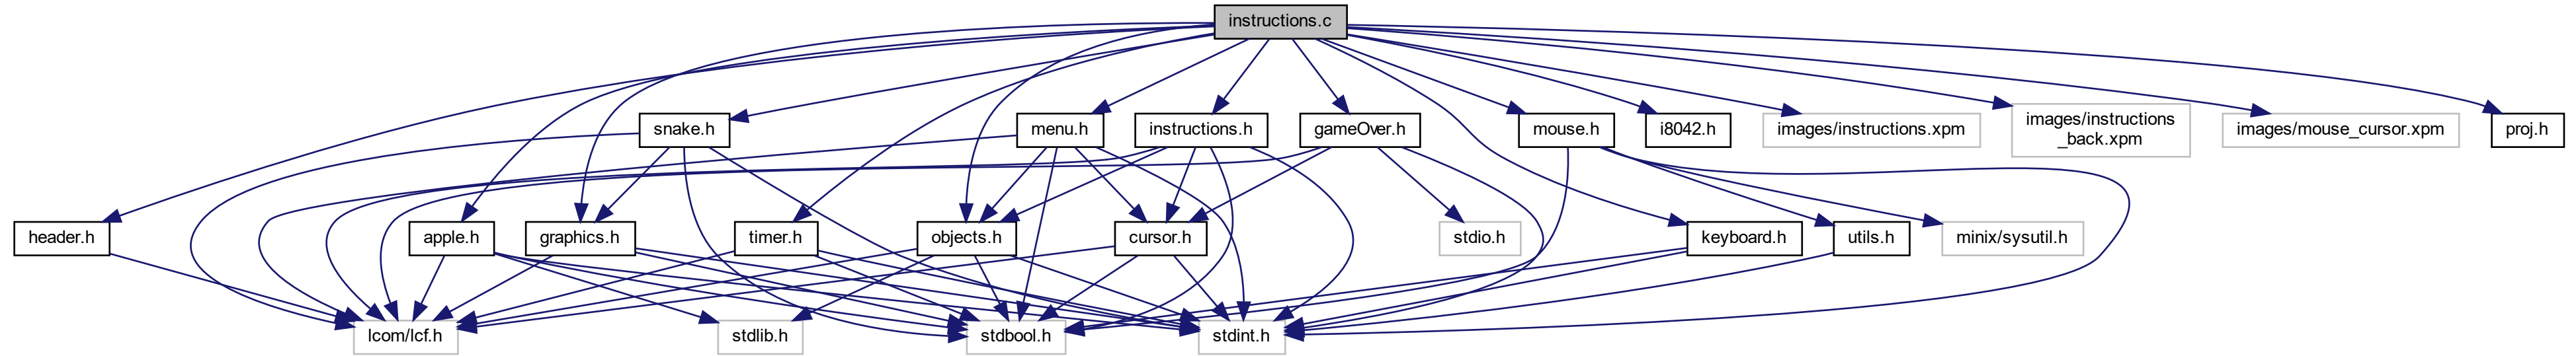 instructions.c
snake.h
menu.h
instructions.h
gameOver.h
mouse.h
i8042.h
images/instructions.xpm
images/instructions
_back.xpm
images/mouse_cursor.xpm
proj.h
header.h
apple.h
graphics.h
timer.h
objects.h
cursor.h
stdio.h
keyboard.h
utils.h
minix/sysutil.h
lcom/lcf.h
stdlib.h
stdbool.h
stdint.h